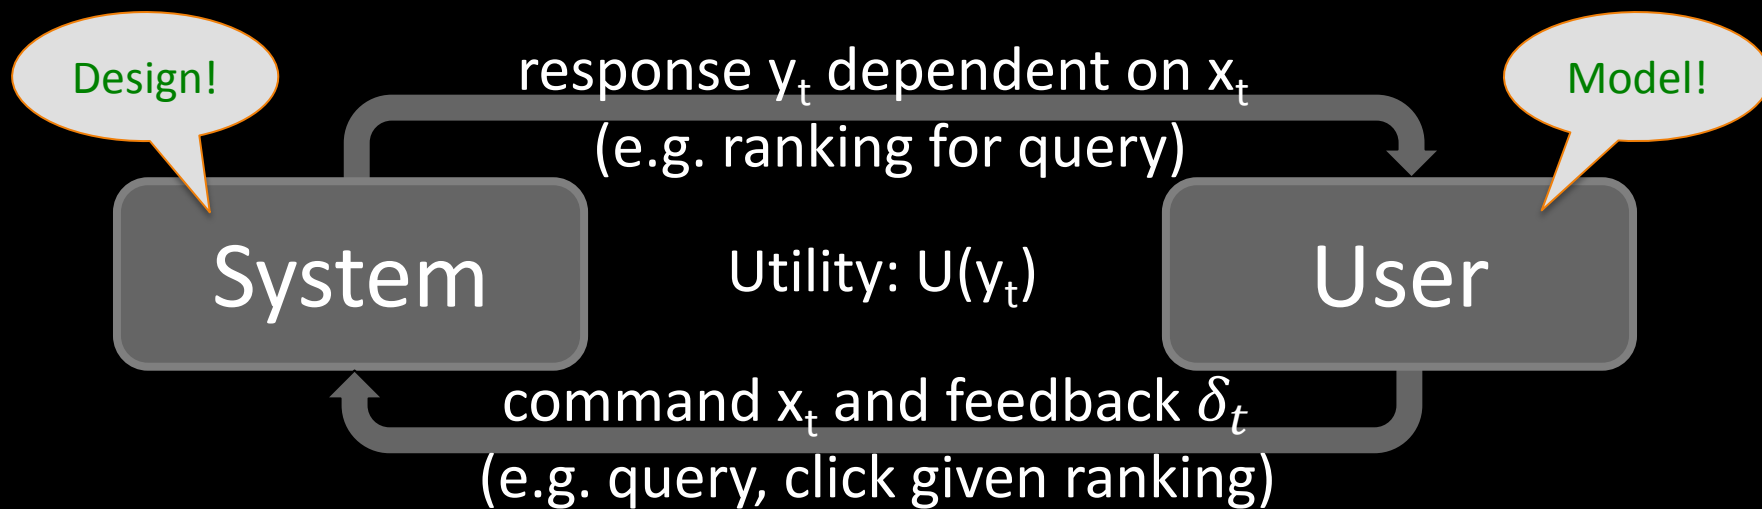 Design!
response yₜ dependent on xₜ
Model!
(e.g. ranking for query)
System
Utility: U(yₜ)
User
command xₜ and feedback δₜ
(e.g. query, click given ranking)